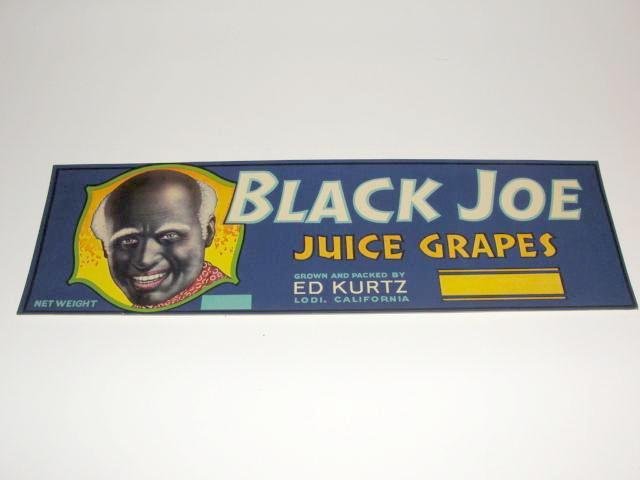 BLACK JOE
JUICE GRAPES
GROWN AND PACKED BY
ED KURTZ
LODI, CALIFORNIA
NET WEIGHT